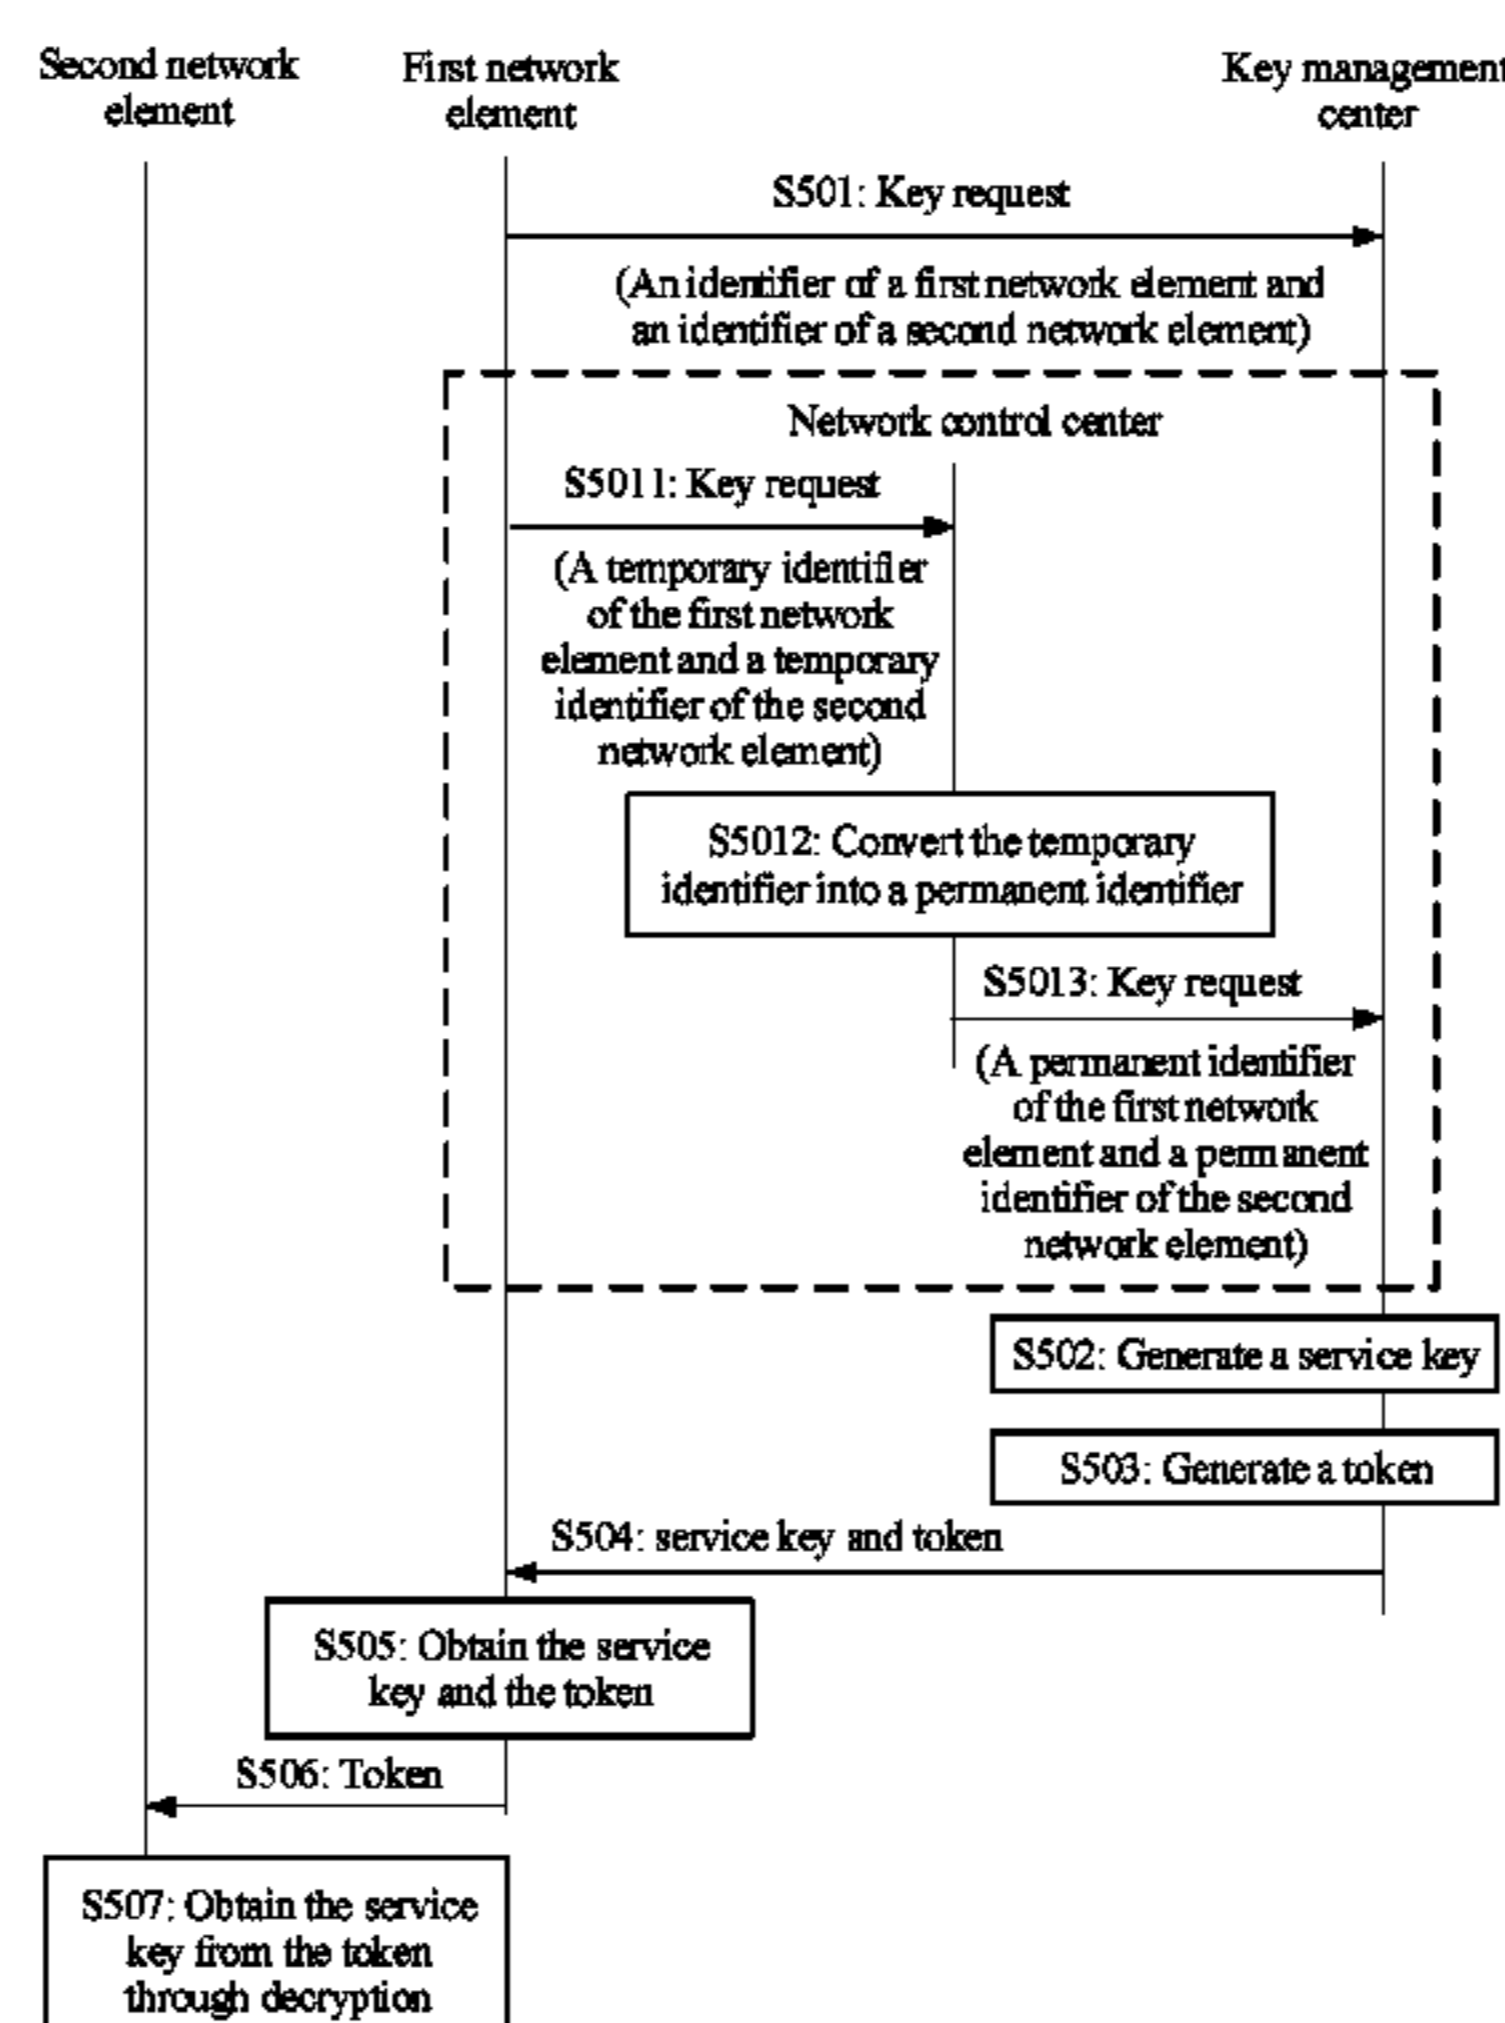 Second network
element
First network
element
Key management
center
S501: Key request
(An identifier of a first network element and
an identifier of a second network element)
Network control center
S5011: Key request
(A temporary identifier
of the first network
element and a temporary
identifier of the second
network element)
S5012: Convert the temporary
identifier into a permanent identifier
S5013: Key request
(A permanent identifier
of the first network
element and a permanent
identifier of the second
network element)
S502: Generate a service key
S503: Generate a token
S504: service key and token
S505: Obtain the service
key and the token
S506: Token
S507: Obtain the service
key from the token
through decryption